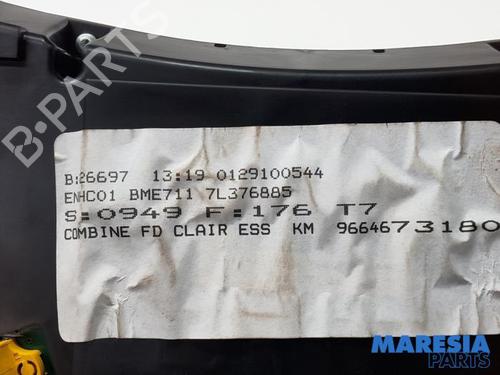 B:26697 13:19 0129100544
ENHC01 BME711 7L376885
S:0949 F:176 T7
COMBINE FD CLAIR ESS KM 9664673180
B-PARTS
MARESIA
PARTS